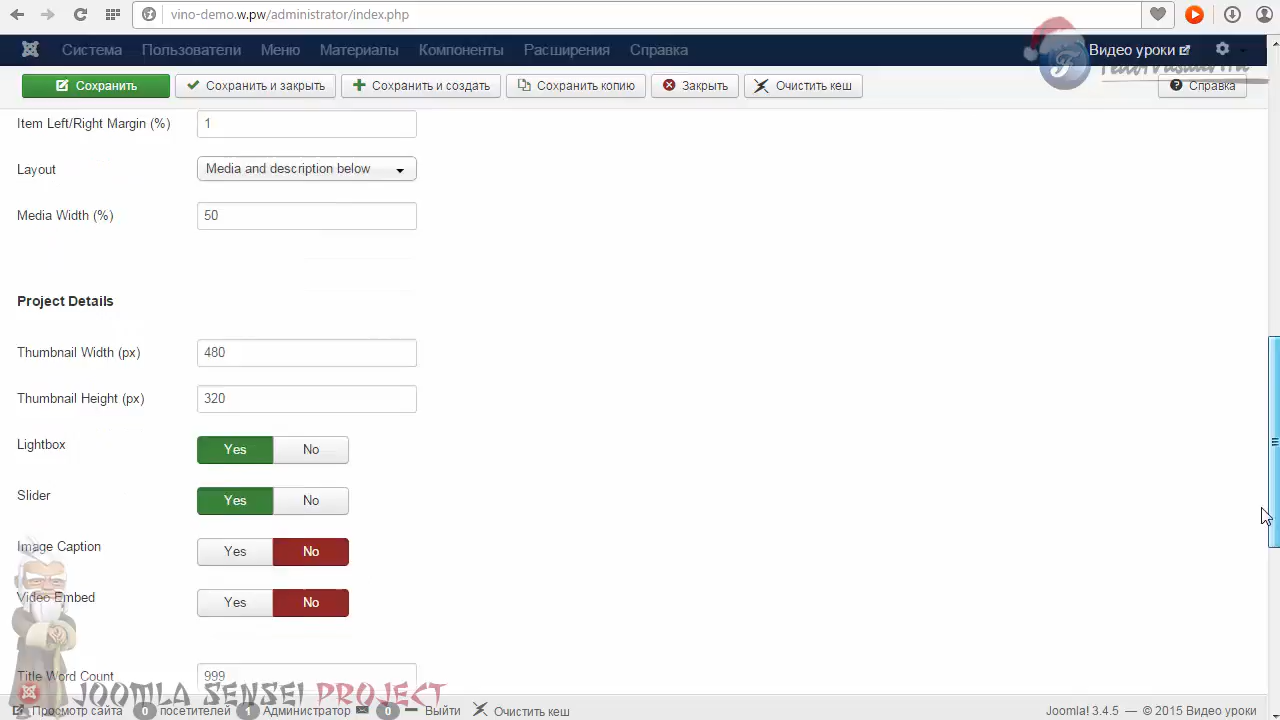 vino-demo.w.pw/administrator/index.php
Система Пользователи Меню Материалы Компоненты Расширения Справка Видео уроки
Сохранить Сохранить и закрыть Сохранить и создать Сохранить копию Закрыть Очистить кеш Справка
Item Left/Right Margin (%) 1
Layout Media and description below
Media Width (%) 50
Project Details
Thumbnail Width (px) 480
Thumbnail Height (px) 320
Lightbox Yes No
Slider Yes No
Image Caption Yes No
Video Embed Yes No
Title Word Count 999
JOOMLA SENSEI PROJECT
Просмотр сайта 0 посетителей 1 Администратор 0 Выйти Очистить кеш Joomla! 3.4.5 — © 2015 Видео уроки